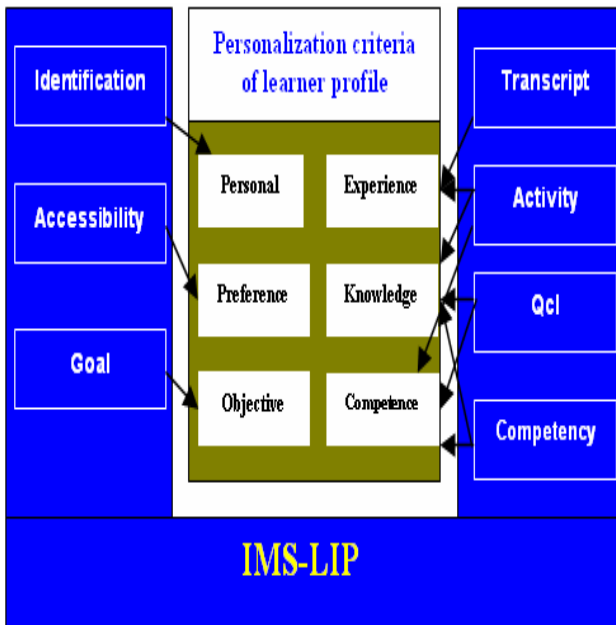 Personalization criteria
of learner profile
Identification
Accessibility
Goal
Personal
Experience
Preference
Knowledge
Objective
Competence
Transcript
Activity
Qcl
Competency
IMS-LIP